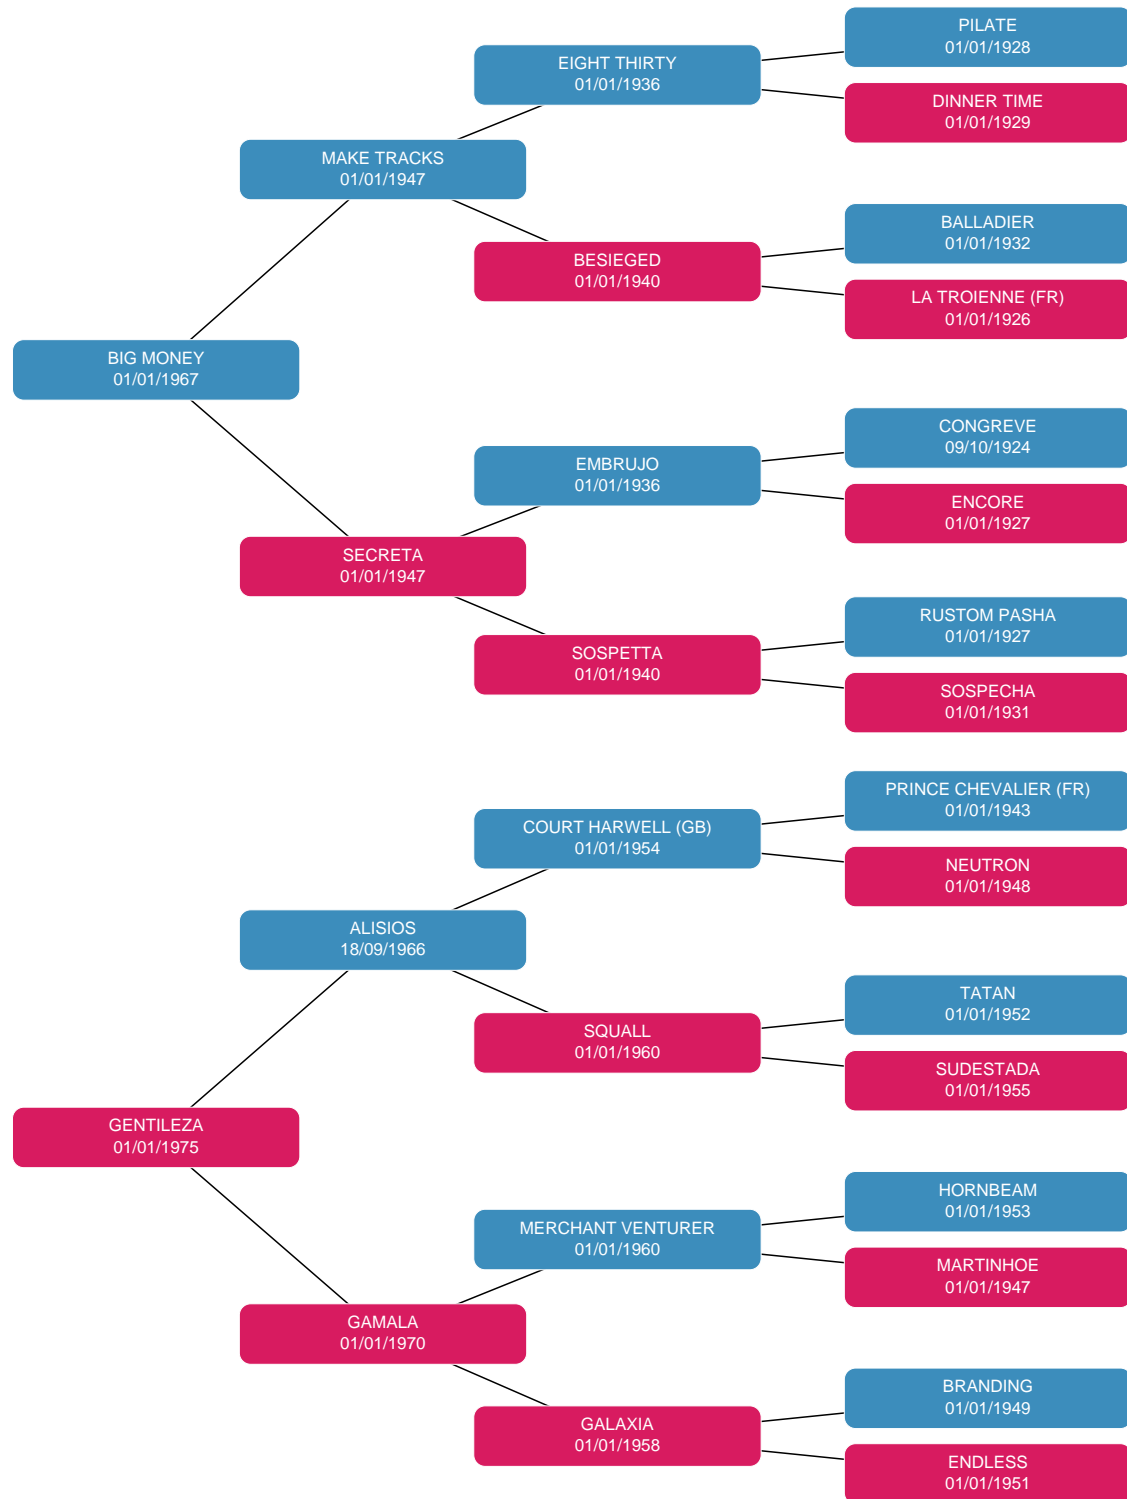 PILATE
01/01/1928
EIGHT THIRTY
01/01/1936
DINNER TIME
01/01/1929
MAKE TRACKS
01/01/1947
BALLADIER
01/01/1932
BESIEGED
01/01/1940
LA TROIENNE (FR)
01/01/1926
BIG MONEY
01/01/1967
CONGREVE
09/10/1924
EMBRUJO
01/01/1936
ENCORE
01/01/1927
SECRETA
01/01/1947
RUSTOM PASHA
01/01/1927
SOSPETTA
01/01/1940
SOSPECHA
01/01/1931
PRINCE CHEVALIER (FR)
01/01/1943
COURT HARWELL (GB)
01/01/1954
NEUTRON
01/01/1948
ALISIOS
18/09/1966
TATAN
01/01/1952
SQUALL
01/01/1960
SUDESTADA
01/01/1955
GENTILEZA
01/01/1975
HORNBEAM
01/01/1953
MERCHANT VENTURER
01/01/1960
MARTINHOE
01/01/1947
GAMALA
01/01/1970
BRANDING
01/01/1949
GALAXIA
01/01/1958
ENDLESS
01/01/1951